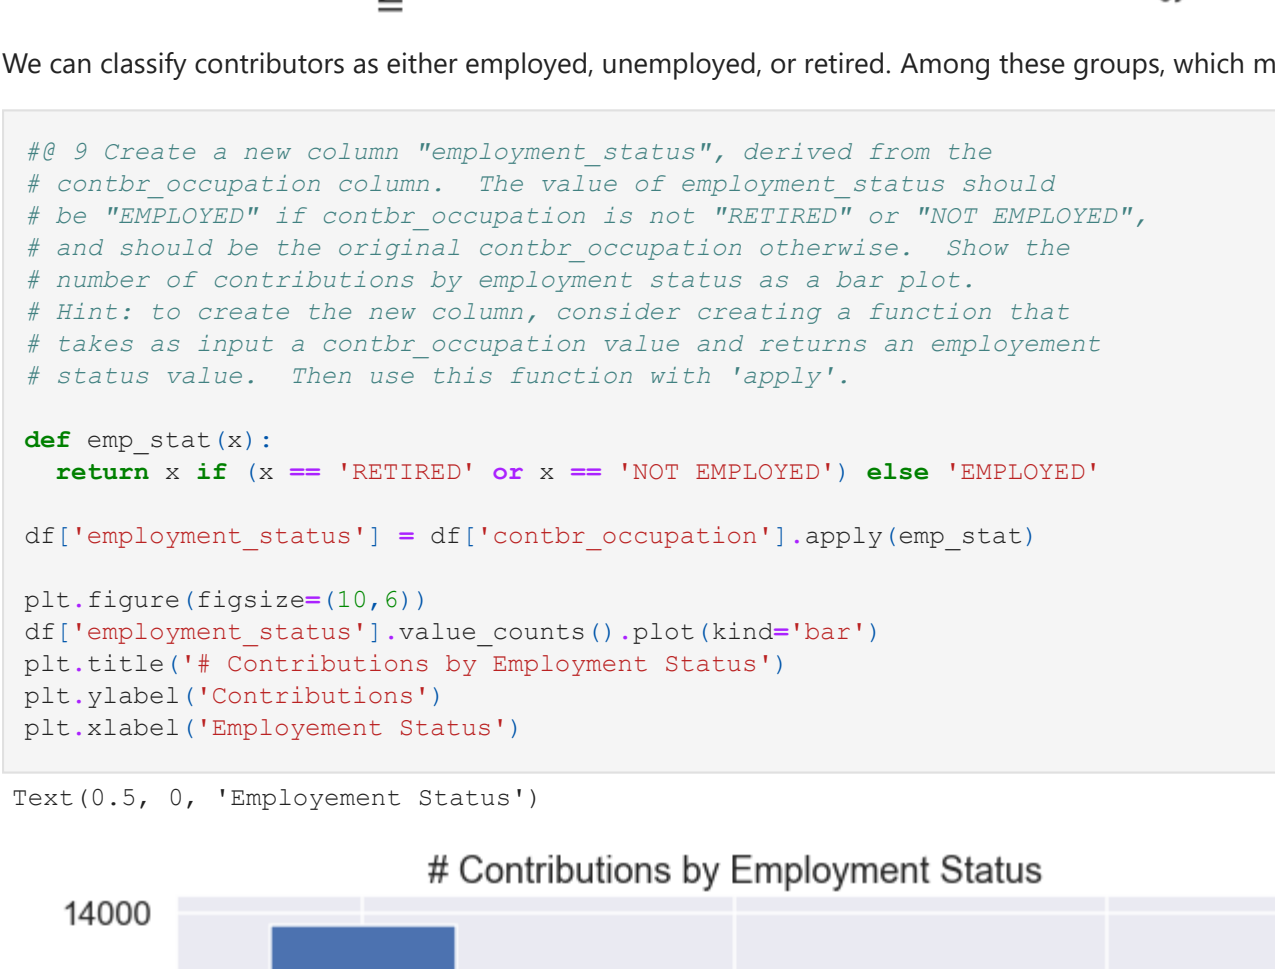 We can classify contributors as either employed, unemployed, or retired. Among these groups, which m
#@ 9 Create a new column "employment_status", derived from the
# contbr_occupation column.  The value of employment_status should
# be "EMPLOYED" if contbr_occupation is not "RETIRED" or "NOT EMPLOYED",
# and should be the original contbr_occupation otherwise.  Show the
# number of contributions by employment status as a bar plot.
# Hint: to create the new column, consider creating a function that
# takes as input a contbr_occupation value and returns an employement
# status value.  Then use this function with 'apply'.
def emp_stat(x):
  return x if (x == 'RETIRED' or x == 'NOT EMPLOYED') else 'EMPLOYED'
df['employment_status'] = df['contbr_occupation'].apply(emp_stat)
plt.figure(figsize=(10,6))
df['employment_status'].value_counts().plot(kind='bar')
plt.title('# Contributions by Employment Status')
plt.ylabel('Contributions')
plt.xlabel('Employement Status')
Text(0.5, 0, 'Employement Status')
# Contributions by Employment Status
14000